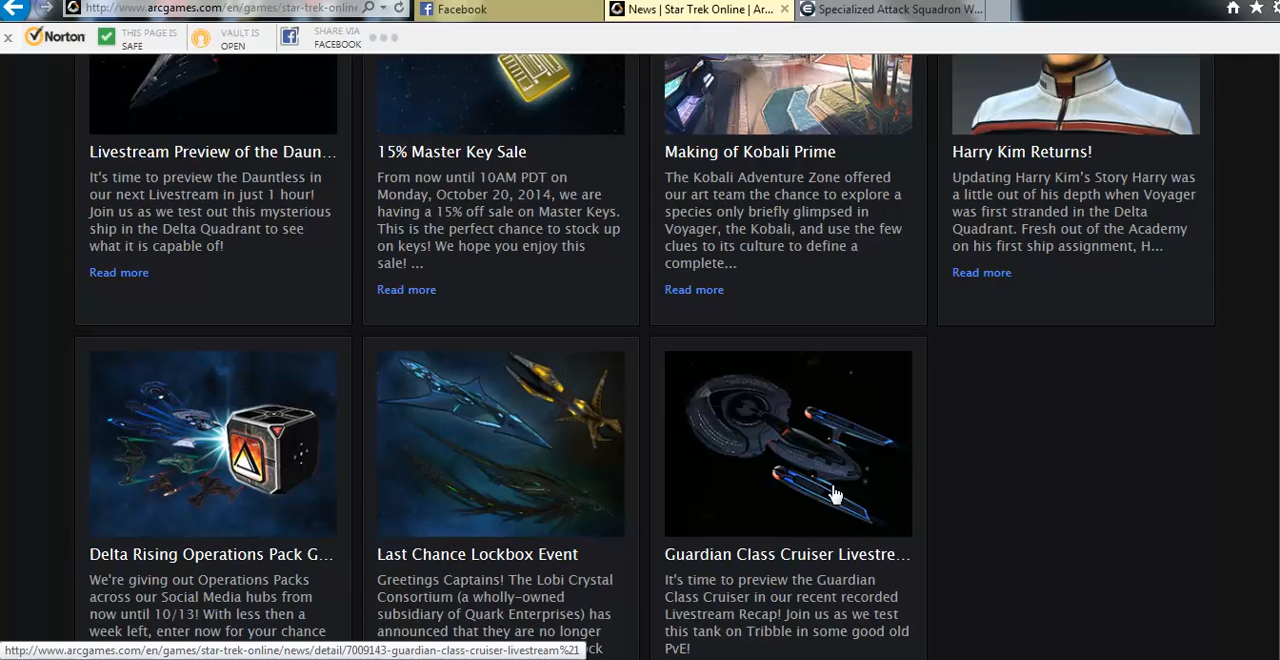 http://www.arcgames.com/en/games/star-trek-online
Facebook
News | Star Trek Online | Ar...
Specialized Attack Squadron W...
Norton
THIS PAGE IS
SAFE
VAULT IS
OPEN
SHARE VIA
FACEBOOK
Livestream Preview of the Daun...
It's time to preview the Dauntless in
our next Livestream in just 1 hour!
Join us as we test out this mysterious
ship in the Delta Quadrant to see
what it is capable of!
Read more
15% Master Key Sale
From now until 10AM PDT on
Monday, October 20, 2014, we are
having a 15% off sale on Master Keys.
This is the perfect chance to stock up
on keys! We hope you enjoy this
sale! ...
Read more
Making of Kobali Prime
The Kobali Adventure Zone offered
our art team the chance to explore a
species only briefly glimpsed in
Voyager, the Kobali, and use the few
clues to its culture to define a
complete...
Read more
Harry Kim Returns!
Updating Harry Kim's Story Harry was
a little out of his depth when Voyager
was first stranded in the Delta
Quadrant. Fresh out of the Academy
on his first ship assignment, H...
Read more
Delta Rising Operations Pack G...
We're giving out Operations Packs
across our Social Media hubs from
now until 10/13! With less then a
week left, enter now for your chance
Last Chance Lockbox Event
Greetings Captains! The Lobi Crystal
Consortium (a wholly-owned
subsidiary of Quark Enterprises) has
announced that they are no longer
ock
Guardian Class Cruiser Livestre...
It's time to preview the Guardian
Class Cruiser in our recent recorded
Livestream Recap! Join us as we test
this tank on Tribble in some good old
PvE!
http://www.arcgames.com/en/games/star-trek-online/news/detail/7009143-guardian-class-cruiser-livestream%21